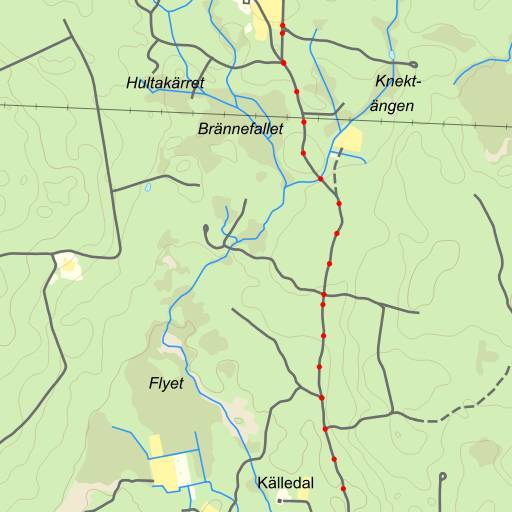 Hultakärret
Knekt-
ängen
Brännefallet
Flyet
Källedal